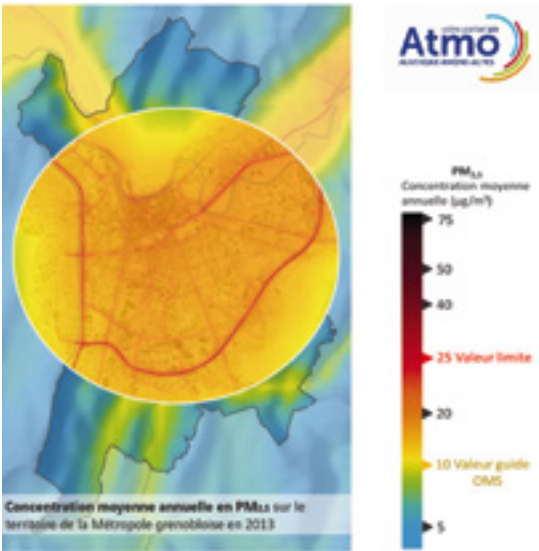 votre partenaire
Atmo
AUVERGNE-RHÔNE-ALPES
PM2,5
Concentration moyenne
annuelle (µg/m³)
75
50
40
25 Valeur limite
20
10 Valeur guide
OMS
5
Concentration moyenne annuelle en PM2,5 sur le
territoire de la Métropole grenobloise en 2013